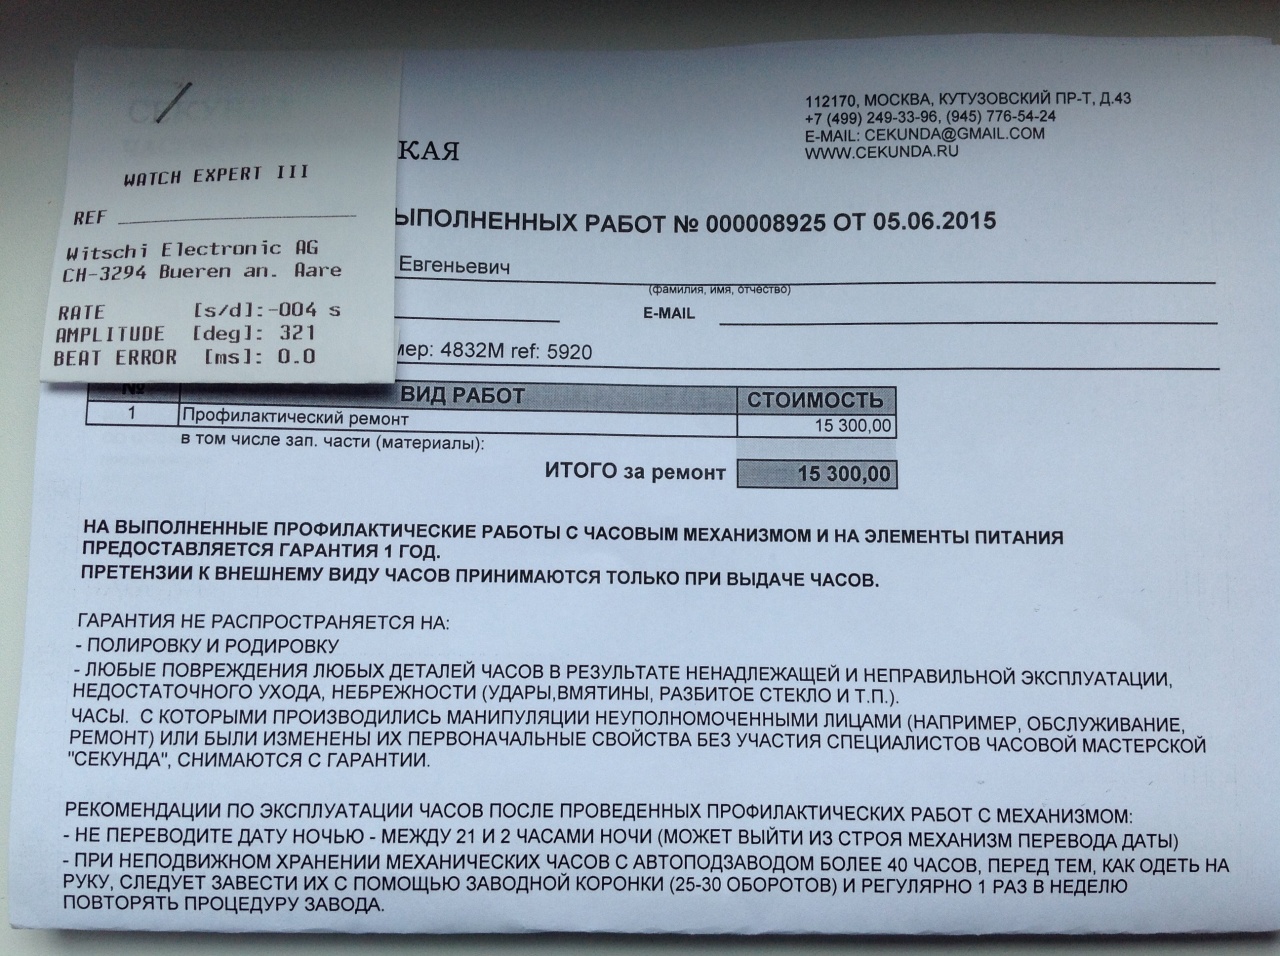 WATCH EXPERT III
REF
Witschi Electronic AG
CH-3294 Bueren an. Aare
RATE [s/d]:-004 s
AMPLITUDE [deg]: 321
BEAT ERROR [ms]: 0.0
112170, МОСКВА, КУТУЗОВСКИЙ ПР-Т, Д.43
+7 (499) 249-33-96, (945) 776-54-24
E-MAIL: CEKUNDA@GMAIL.COM
WWW.CEKUNDA.RU
КАЯ
ЫПОЛНЕННЫХ РАБОТ № 000008925 ОТ 05.06.2015
Евгеньевич
(фамилия, имя, отчество)
E-MAIL
мер: 4832M ref: 5920
№ ВИД РАБОТ СТОИМОСТЬ
1 Профилактический ремонт 15 300,00
в том числе зап. части (материалы):
ИТОГО за ремонт 15 300,00
НА ВЫПОЛНЕННЫЕ ПРОФИЛАКТИЧЕСКИЕ РАБОТЫ С ЧАСОВЫМ МЕХАНИЗМОМ И НА ЭЛЕМЕНТЫ ПИТАНИЯ
ПРЕДОСТАВЛЯЕТСЯ ГАРАНТИЯ 1 ГОД.
ПРЕТЕНЗИИ К ВНЕШНЕМУ ВИДУ ЧАСОВ ПРИНИМАЮТСЯ ТОЛЬКО ПРИ ВЫДАЧЕ ЧАСОВ.
ГАРАНТИЯ НЕ РАСПРОСТРАНЯЕТСЯ НА:
- ПОЛИРОВКУ И РОДИРОВКУ
- ЛЮБЫЕ ПОВРЕЖДЕНИЯ ЛЮБЫХ ДЕТАЛЕЙ ЧАСОВ В РЕЗУЛЬТАТЕ НЕНАДЛЕЖАЩЕЙ И НЕПРАВИЛЬНОЙ ЭКСПЛУАТАЦИИ,
НЕДОСТАТОЧНОГО УХОДА, НЕБРЕЖНОСТИ (УДАРЫ,ВМЯТИНЫ, РАЗБИТОЕ СТЕКЛО И Т.П.).
ЧАСЫ. С КОТОРЫМИ ПРОИЗВОДИЛИСЬ МАНИПУЛЯЦИИ НЕУПОЛНОМОЧЕННЫМИ ЛИЦАМИ (НАПРИМЕР, ОБСЛУЖИВАНИЕ,
РЕМОНТ) ИЛИ БЫЛИ ИЗМЕНЕНЫ ИХ ПЕРВОНАЧАЛЬНЫЕ СВОЙСТВА БЕЗ УЧАСТИЯ СПЕЦИАЛИСТОВ ЧАСОВОЙ МАСТЕРСКОЙ
"СЕКУНДА", СНИМАЮТСЯ С ГАРАНТИИ.
РЕКОМЕНДАЦИИ ПО ЭКСПЛУАТАЦИИ ЧАСОВ ПОСЛЕ ПРОВЕДЕННЫХ ПРОФИЛАКТИЧЕСКИХ РАБОТ С МЕХАНИЗМОМ:
- НЕ ПЕРЕВОДИТЕ ДАТУ НОЧЬЮ - МЕЖДУ 21 И 2 ЧАСАМИ НОЧИ (МОЖЕТ ВЫЙТИ ИЗ СТРОЯ МЕХАНИЗМ ПЕРЕВОДА ДАТЫ)
- ПРИ НЕПОДВИЖНОМ ХРАНЕНИИ МЕХАНИЧЕСКИХ ЧАСОВ С АВТОПОДЗАВОДОМ БОЛЕЕ 40 ЧАСОВ, ПЕРЕД ТЕМ, КАК ОДЕТЬ НА
РУКУ, СЛЕДУЕТ ЗАВЕСТИ ИХ С ПОМОЩЬЮ ЗАВОДНОЙ КОРОНКИ (25-30 ОБОРОТОВ) И РЕГУЛЯРНО 1 РАЗ В НЕДЕЛЮ
ПОВТОРЯТЬ ПРОЦЕДУРУ ЗАВОДА.